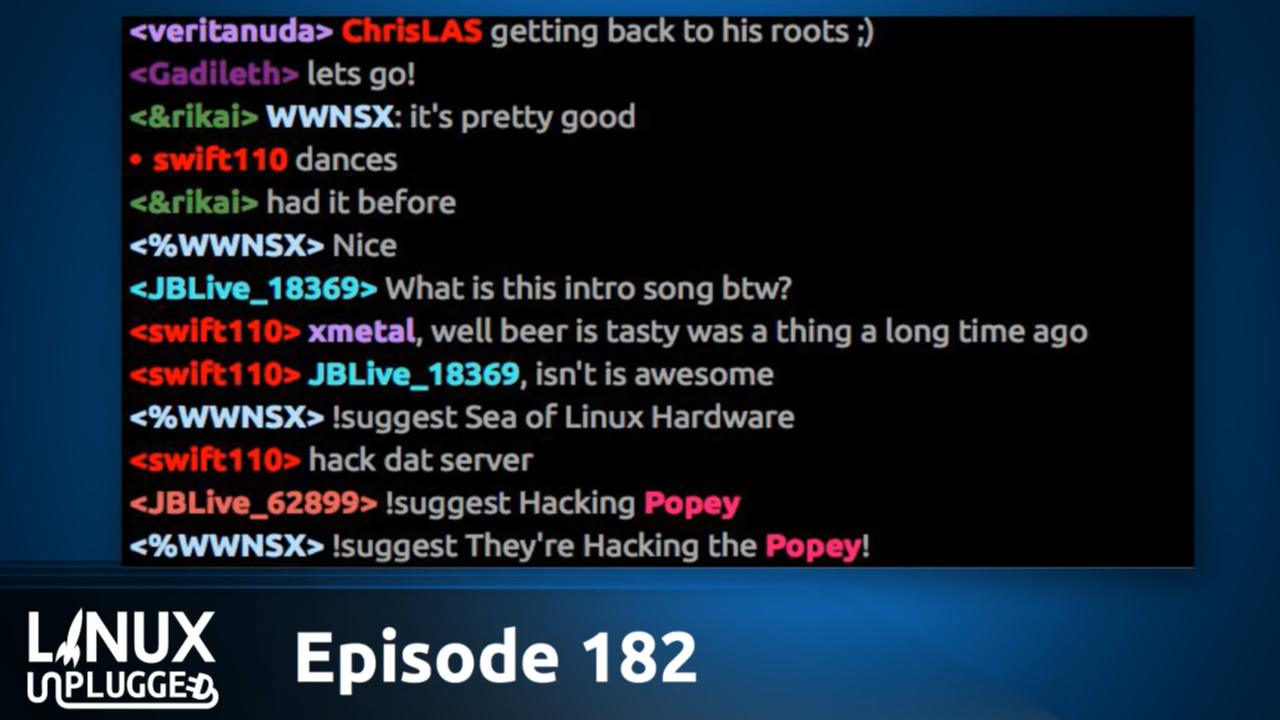 <veritanuda> ChrisLAS getting back to his roots ;)
<Gadileth> lets go!
<&rikai> WWNSX: it's pretty good
• swift110 dances
<&rikai> had it before
<%WWNSX> Nice
<JBLive_18369> What is this intro song btw?
<swift110> xmetal, well beer is tasty was a thing a long time ago
<swift110> JBLive_18369, isn't is awesome
<%WWNSX> !suggest Sea of Linux Hardware
<swift110> hack dat server
<JBLive_62899> !suggest Hacking Popey
<%WWNSX> !suggest They're Hacking the Popey!
LINUX
UNPLUGGED
Episode 182